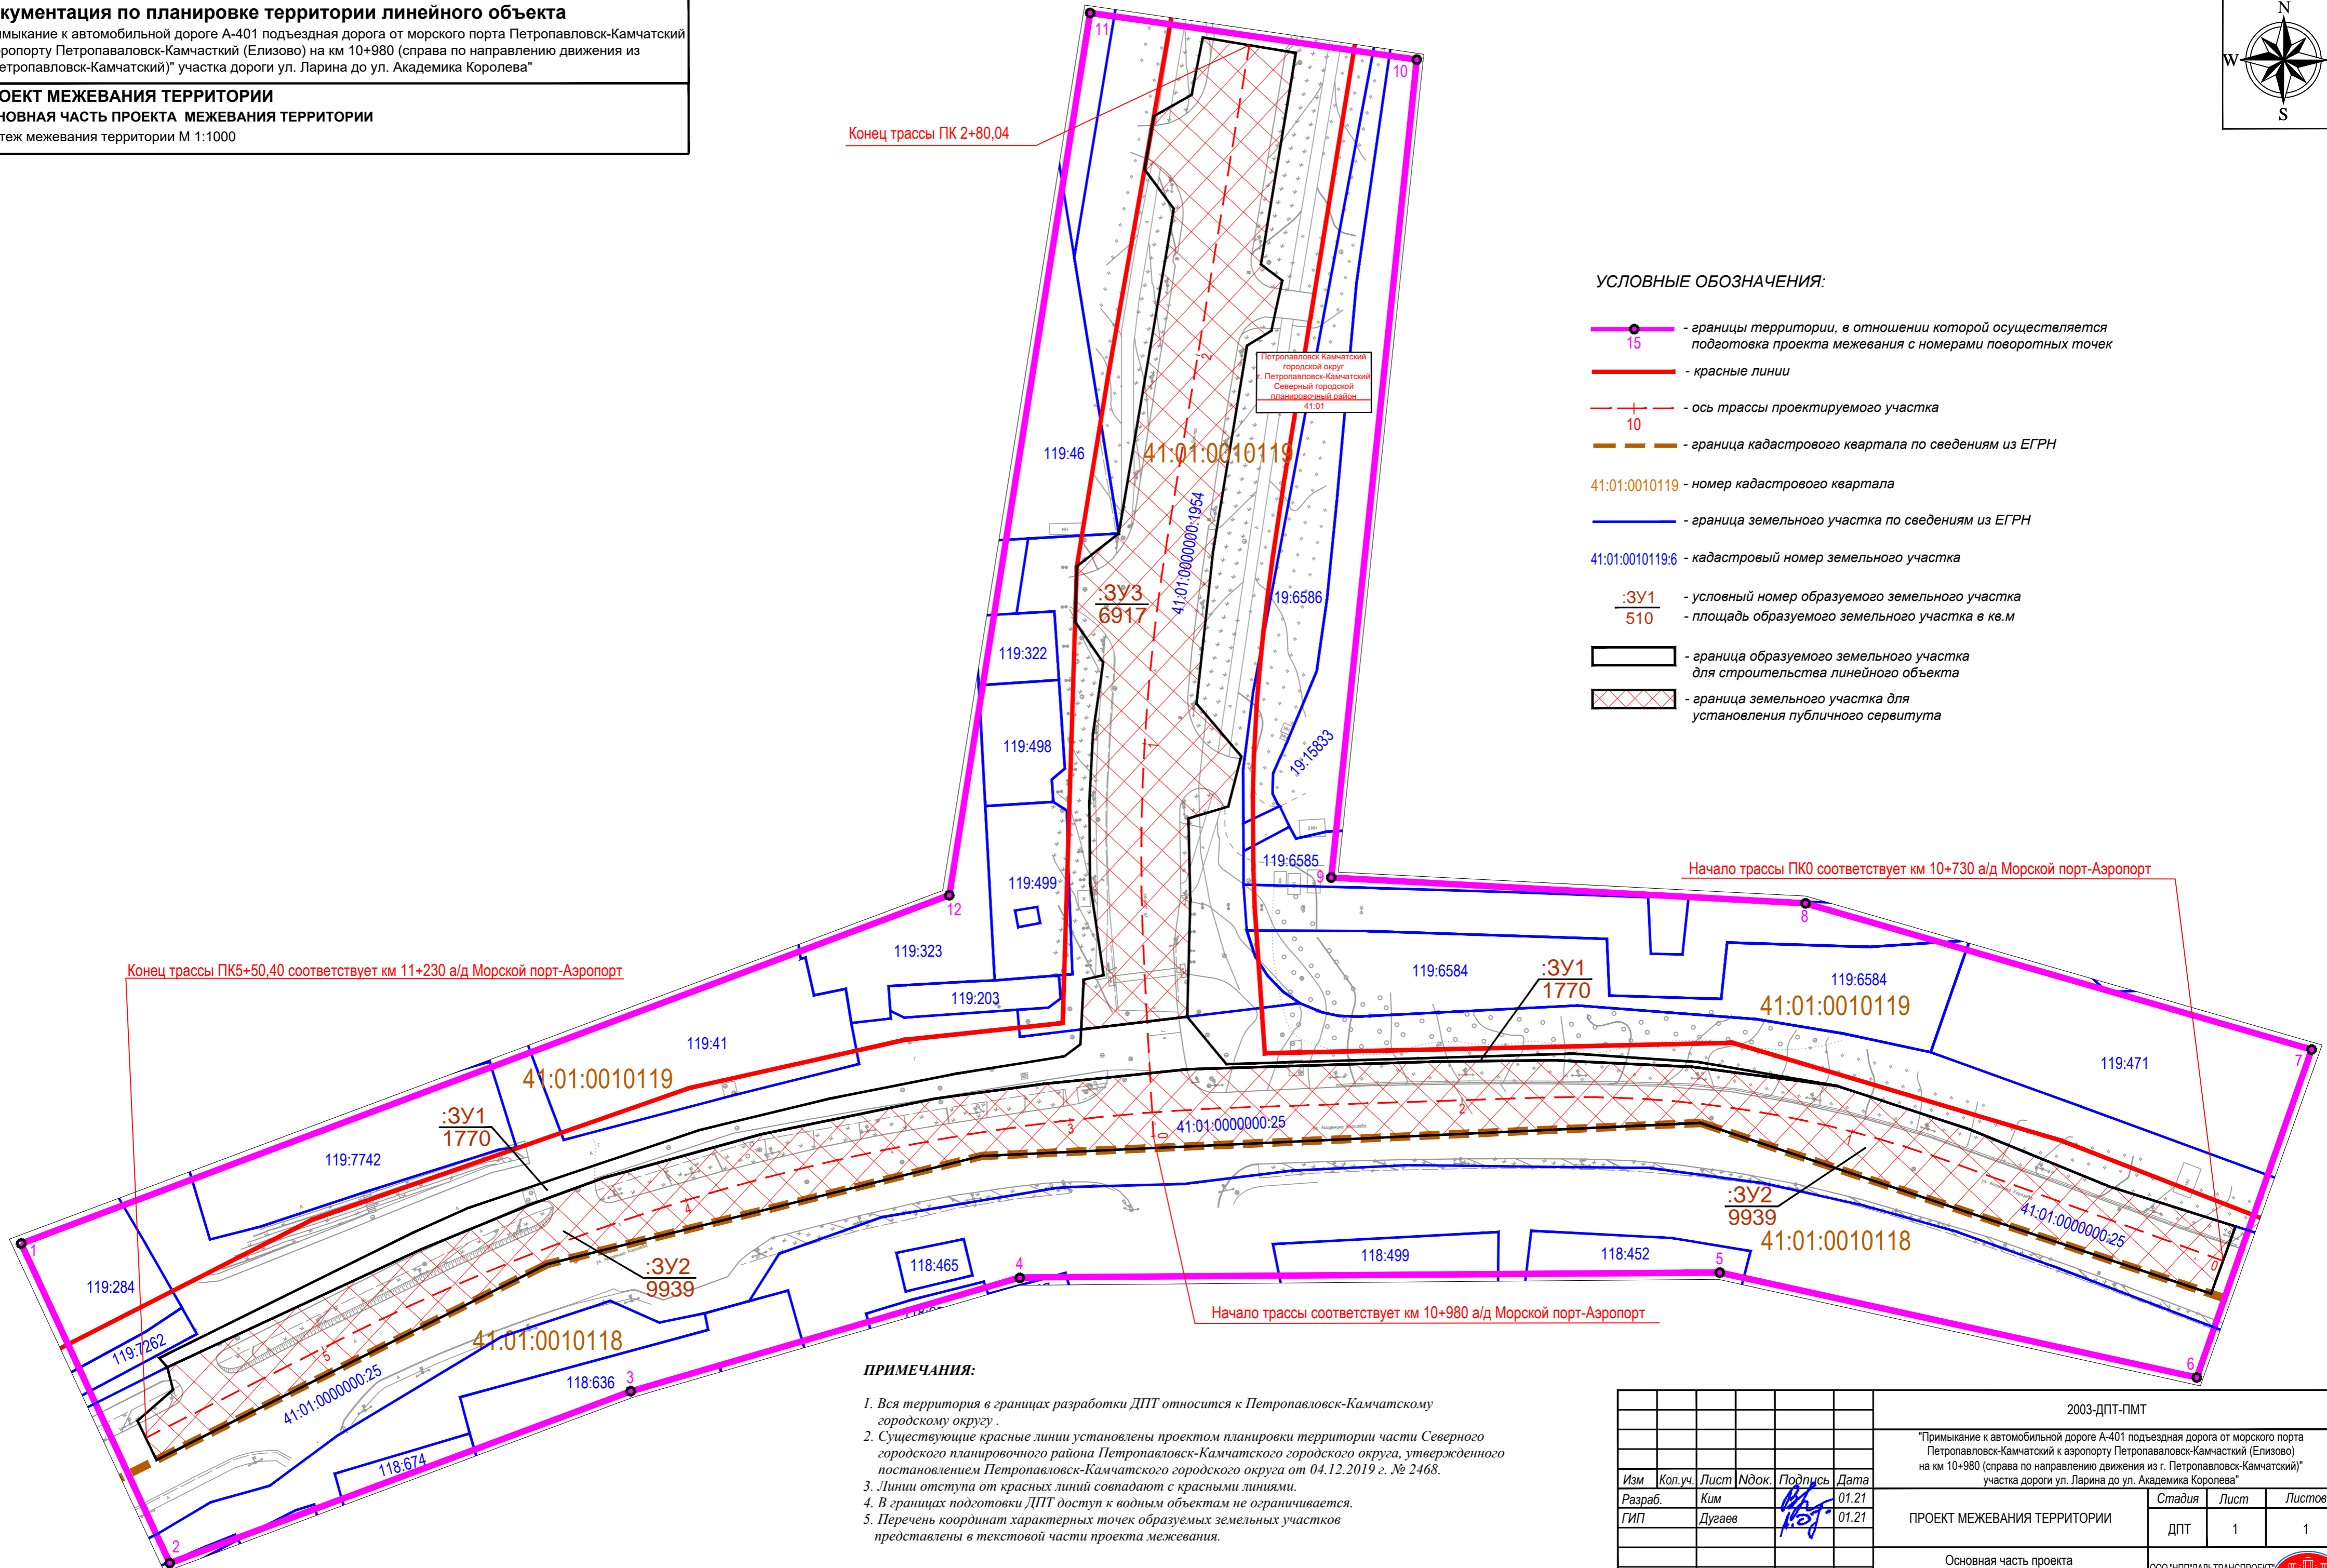 кументация по планировке территории линейного объекта
мыкание к автомобильной дороге А-401 подъездная дорога от морского порта Петропавловск-Камчатский
ропорту Петропаваловск-Камчасткий (Елизово) на км 10+980 (справа по направлению движения из
етропавловск-Камчатский)" участка дороги ул. Ларина до ул. Академика Королева"
ОЕКТ МЕЖЕВАНИЯ ТЕРРИТОРИИ
НОВНАЯ ЧАСТЬ ПРОЕКТА МЕЖЕВАНИЯ ТЕРРИТОРИИ
теж межевания территории М 1:1000
N
W
S
11
10
Конец трассы ПК 2+80,04
2
Петропавловск Камчатский
городской округ
г. Петропавловск-Камчатский
Северный городской
планировочный район
41:01
119:46
41:01:0010119
41:01:0000000:1954
:ЗУ3
6917
19:6586
119:322
119:498
1
19:15833
119:499
119:6585
9
12
8
119:323
119:203
119:6584
:ЗУ1
1770
119:6584
41:01:0010119
119:471
7
УСЛОВНЫЕ ОБОЗНАЧЕНИЯ:
15
- границы территории, в отношении которой осуществляется
подготовка проекта межевания с номерами поворотных точек
- красные линии
10
- ось трассы проектируемого участка
- граница кадастрового квартала по сведениям из ЕГРН
41:01:0010119 - номер кадастрового квартала
- граница земельного участка по сведениям из ЕГРН
41:01:0010119:6 - кадастровый номер земельного участка
:ЗУ1 - условный номер образуемого земельного участка
510 - площадь образуемого земельного участка в кв.м
- граница образуемого земельного участка
для строительства линейного объекта
- граница земельного участка для
установления публичного сервитута
Начало трассы ПК0 соответствует км 10+730 а/д Морской порт-Аэропорт
Конец трассы ПК5+50,40 соответствует км 11+230 а/д Морской порт-Аэропорт
119:41
41:01:0010119
:ЗУ1
1770
119:7742
1
119:284
119:7262
5
4
3
0
2
1
0
41:01:0000000:25
41:01:0000000:25
41:01:0000000:25
:ЗУ2
9939
:ЗУ2
9939
41:01:0010118
41:01:0010118
118:465
118:499
118:452
118:636
118:674
4
5
3
2
6
Начало трассы соответствует км 10+980 а/д Морской порт-Аэропорт
ПРИМЕЧАНИЯ:
1. Вся территория в границах разработки ДПТ относится к Петропавловск-Камчатскому
городскому округу .
2. Существующие красные линии установлены проектом планировки территории части Северного
городского планировочного района Петропавловск-Камчатского городского округа, утвержденного
постановлением Петропавловск-Камчатского городского округа от 04.12.2019 г. № 2468.
3. Линии отступа от красных линий совпадают с красными линиями.
4. В границах подготовки ДПТ доступ к водным объектам не ограничивается.
5. Перечень координат характерных точек образуемых земельных участков
представлены в текстовой части проекта межевания.
2003-ДПТ-ПМТ
"Примыкание к автомобильной дороге А-401 подъездная дорога от морского порта
Петропавловск-Камчатский к аэропорту Петропаваловск-Камчасткий (Елизово)
на км 10+980 (справа по направлению движения из г. Петропавловск-Камчатский)"
участка дороги ул. Ларина до ул. Академика Королева"
Изм Кол.уч. Лист Nдок. Подпись Дата
Разраб. Ким 01.21
ГИП Дугаев 01.21
ПРОЕКТ МЕЖЕВАНИЯ ТЕРРИТОРИИ
Стадия Лист Листов
ДПТ 1 1
Основная часть проекта
ООО "НПП"ДАЛЬТРАНСПРОЕКТ"